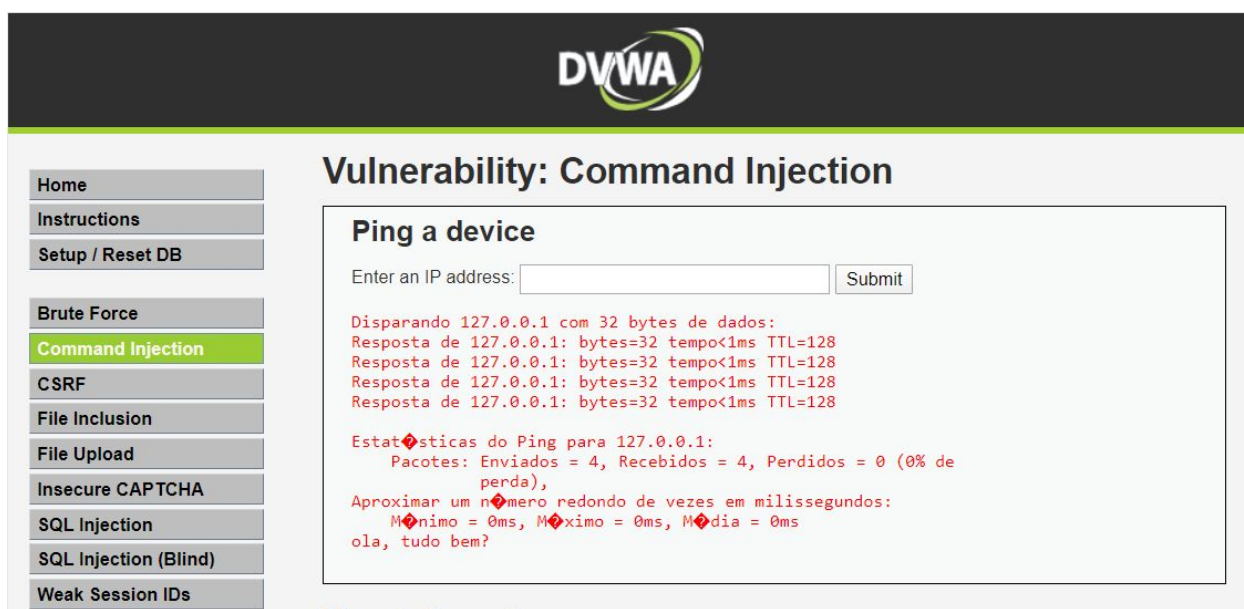 DVWA
Vulnerability: Command Injection
Home
Instructions
Setup / Reset DB
Brute Force
Command Injection
CSRF
File Inclusion
File Upload
Insecure CAPTCHA
SQL Injection
SQL Injection (Blind)
Weak Session IDs
Ping a device
Enter an IP address:
Submit
Disparando 127.0.0.1 com 32 bytes de dados:
Resposta de 127.0.0.1: bytes=32 tempo<1ms TTL=128
Resposta de 127.0.0.1: bytes=32 tempo<1ms TTL=128
Resposta de 127.0.0.1: bytes=32 tempo<1ms TTL=128
Resposta de 127.0.0.1: bytes=32 tempo<1ms TTL=128
Estat�sticas do Ping para 127.0.0.1:
Pacotes: Enviados = 4, Recebidos = 4, Perdidos = 0 (0% de
perda),
Aproximar um n�mero redondo de vezes em milissegundos:
M�nimo = 0ms, M�ximo = 0ms, M�dia = 0ms
ola, tudo bem?